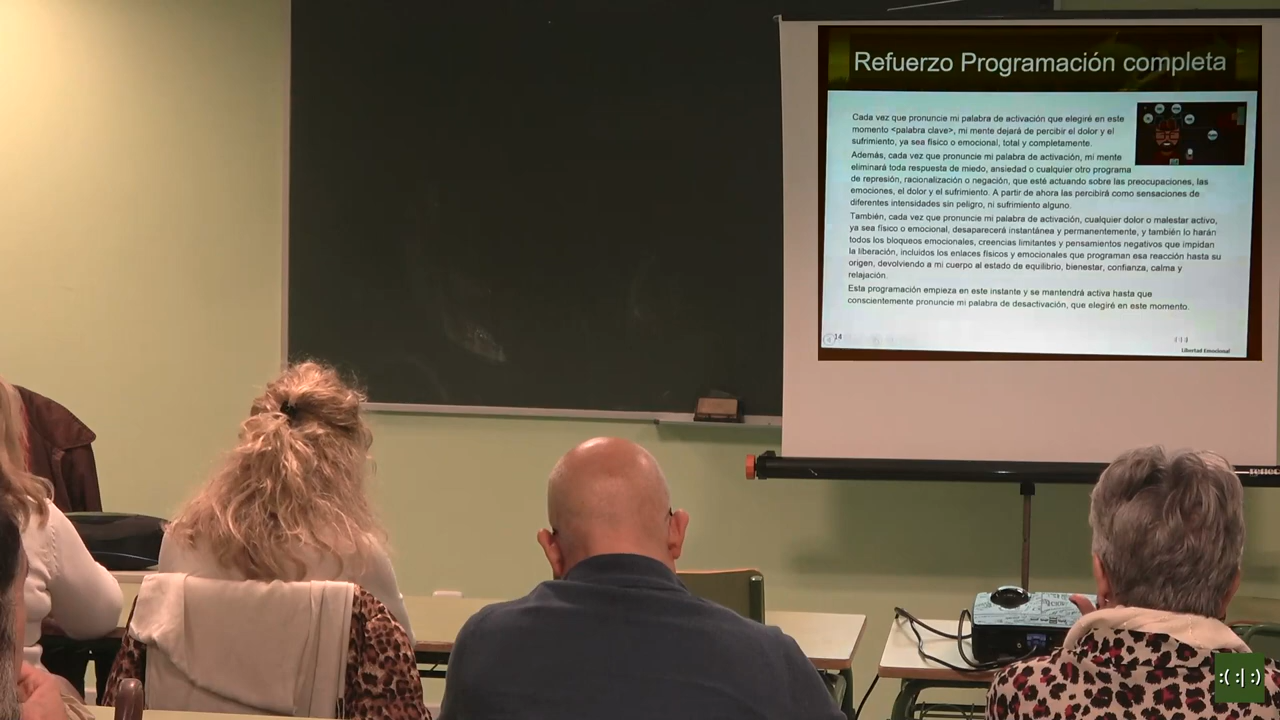 Refuerzo Programación completa
Cada vez que pronuncie mi palabra de activación que elegiré en este
momento <palabra clave>, mi mente dejará de percibir el dolor y el
sufrimiento, ya sea físico o emocional, total y completamente.
Además, cada vez que pronuncie mi palabra de activación, mi mente
eliminará toda respuesta de miedo, ansiedad o cualquier otro programa
de represión, racionalización o negación, que esté actuando sobre las preocupaciones, las
emociones, el dolor y el sufrimiento. A partir de ahora las percibirá como sensaciones de
diferentes intensidades sin peligro, ni sufrimiento alguno.
También, cada vez que pronuncie mi palabra de activación, cualquier dolor o malestar activo,
ya sea físico o emocional, desaparecerá instantánea y permanentemente, y también lo harán
todos los bloqueos emocionales, creencias limitantes y pensamientos negativos que impidan
la liberación, incluidos los enlaces físicos y emocionales que programan esa reacción hasta su
origen, devolviendo a mi cuerpo al estado de equilibrio, bienestar, confianza, calma y
relajación.
Esta programación empieza en este instante y se mantendrá activa hasta que
conscientemente pronuncie mi palabra de desactivación, que elegiré en este momento.
14
Libertad Emocional
:( :| :)